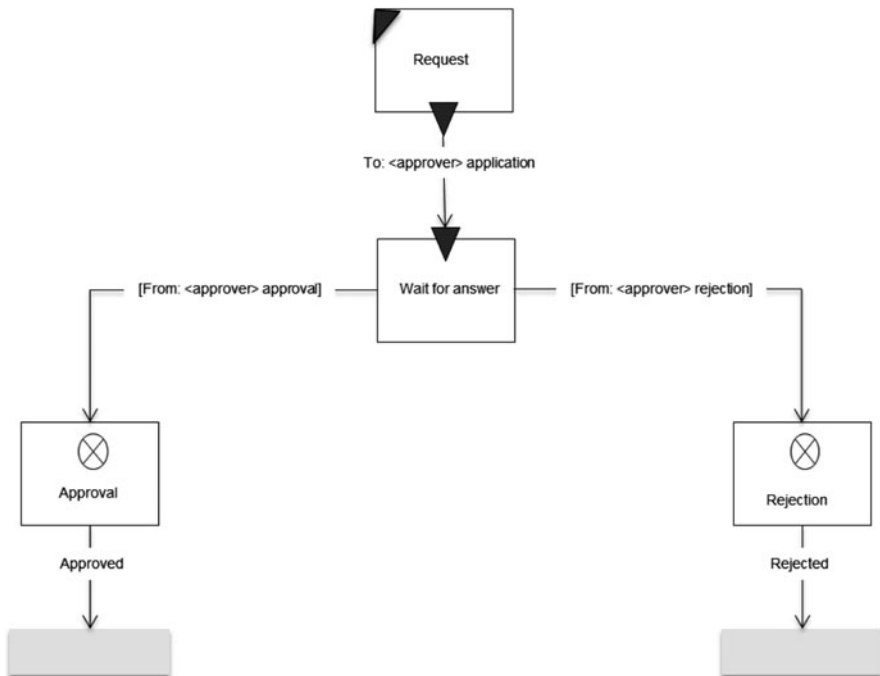 Request
To: <approver> application
[From: <approver> approval]
Wait for answer
[From: <approver> rejection]
Approval
Rejection
Approved
Rejected